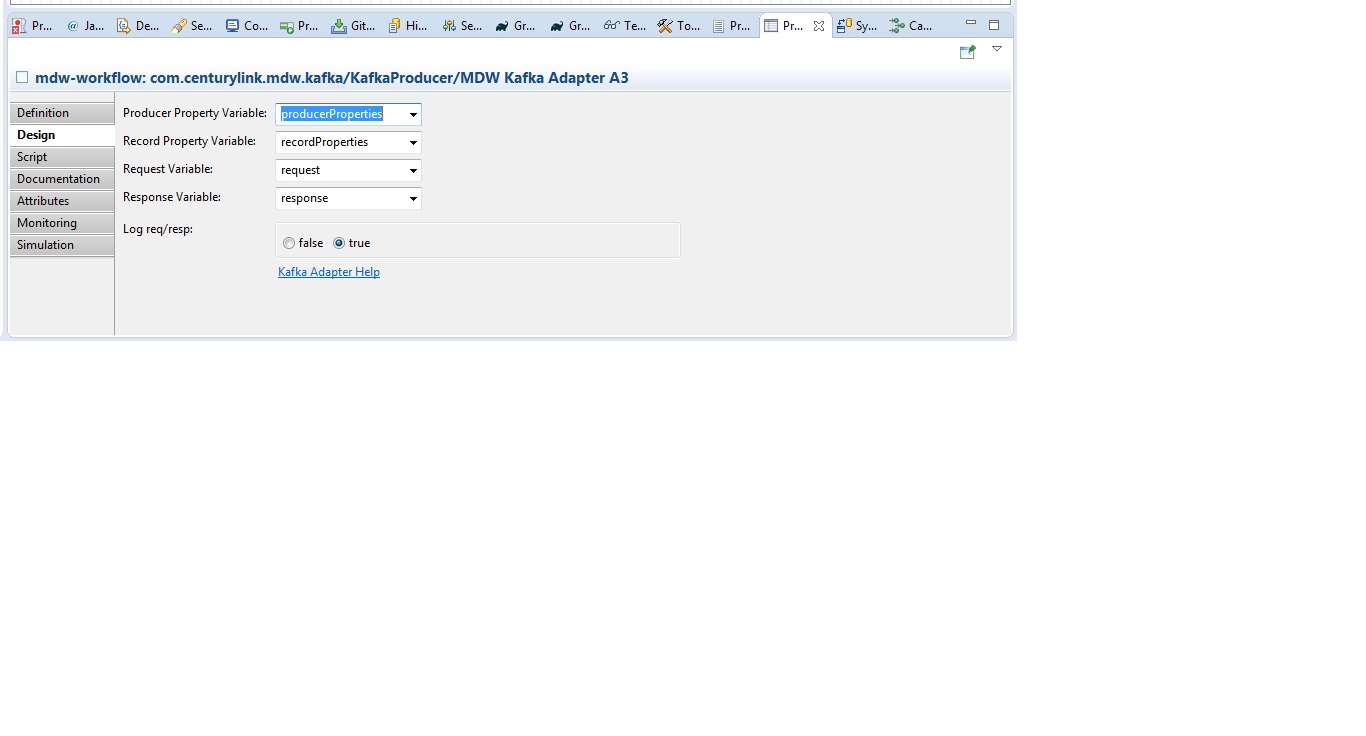 Pr... @ Ja... De... Se... Co... Pr... Git... Hi... Se... Gr... Gr... Te... To... Pr... Pr... Sy... Ca...
mdw-workflow: com.centurylink.mdw.kafka/KafkaProducer/MDW Kafka Adapter A3
Definition
Design
Script
Documentation
Attributes
Monitoring
Simulation
Producer Property Variable: producerProperties
Record Property Variable: recordProperties
Request Variable: request
Response Variable: response
Log req/resp: false true
Kafka Adapter Help